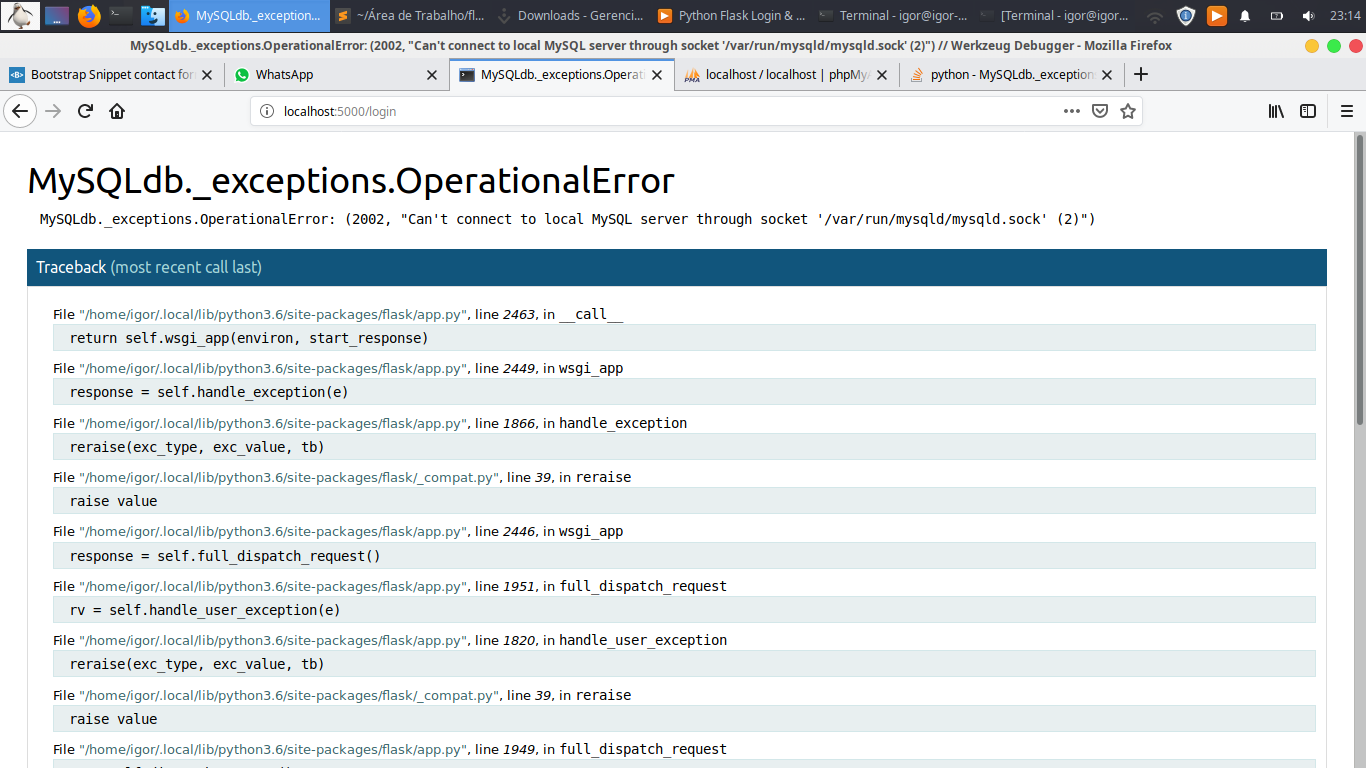 MySQLdb._exception...
~/Área de Trabalho/fl...
Downloads - Gerenci...
Python Flask Login & ...
Terminal - igor@igor-...
[Terminal - igor@igor...
23:14
MySQLdb._exceptions.OperationalError: (2002, "Can't connect to local MySQL server through socket '/var/run/mysqld/mysqld.sock' (2)") // Werkzeug Debugger - Mozilla Firefox
Bootstrap Snippet contact for
WhatsApp
MySQLdb._exceptions.Operat
localhost / localhost | phpMyA
python - MySQLdb._exception
localhost:5000/login
MySQLdb._exceptions.OperationalError
MySQLdb._exceptions.OperationalError: (2002, "Can't connect to local MySQL server through socket '/var/run/mysqld/mysqld.sock' (2)")
Traceback (most recent call last)
File "/home/igor/.local/lib/python3.6/site-packages/flask/app.py", line 2463, in __call__
return self.wsgi_app(environ, start_response)
File "/home/igor/.local/lib/python3.6/site-packages/flask/app.py", line 2449, in wsgi_app
response = self.handle_exception(e)
File "/home/igor/.local/lib/python3.6/site-packages/flask/app.py", line 1866, in handle_exception
reraise(exc_type, exc_value, tb)
File "/home/igor/.local/lib/python3.6/site-packages/flask/_compat.py", line 39, in reraise
raise value
File "/home/igor/.local/lib/python3.6/site-packages/flask/app.py", line 2446, in wsgi_app
response = self.full_dispatch_request()
File "/home/igor/.local/lib/python3.6/site-packages/flask/app.py", line 1951, in full_dispatch_request
rv = self.handle_user_exception(e)
File "/home/igor/.local/lib/python3.6/site-packages/flask/app.py", line 1820, in handle_user_exception
reraise(exc_type, exc_value, tb)
File "/home/igor/.local/lib/python3.6/site-packages/flask/_compat.py", line 39, in reraise
raise value
File "/home/igor/.local/lib/python3.6/site-packages/flask/app.py", line 1949, in full_dispatch_request